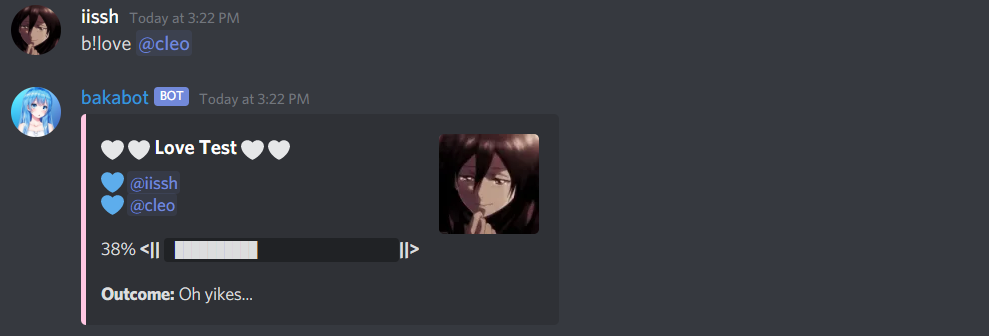 iissh Today at 3:22 PM
b!love @cleo
bakabot BOT Today at 3:22 PM
🤍🤍 Love Test 🤍🤍
💙 @iissh
💙 @cleo
38% <|| ██████████ ||>
Outcome: Oh yikes...